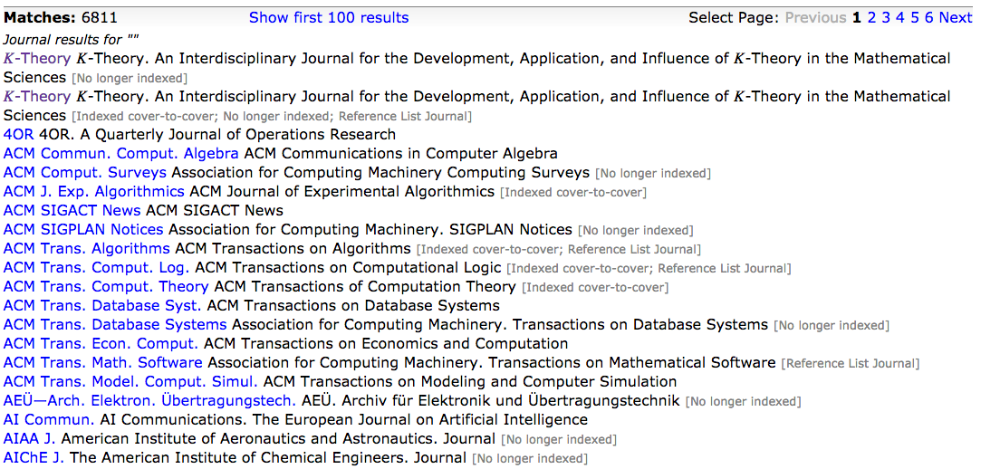 Matches: 6811 Show first 100 results Select Page: Previous 1 2 3 4 5 6 Next
Journal results for ""
K-Theory K-Theory. An Interdisciplinary Journal for the Development, Application, and Influence of K-Theory in the Mathematical
Sciences [No longer indexed]
K-Theory K-Theory. An Interdisciplinary Journal for the Development, Application, and Influence of K-Theory in the Mathematical
Sciences [Indexed cover-to-cover; No longer indexed; Reference List Journal]
4OR 4OR. A Quarterly Journal of Operations Research
ACM Commun. Comput. Algebra ACM Communications in Computer Algebra
ACM Comput. Surveys Association for Computing Machinery Computing Surveys [No longer indexed]
ACM J. Exp. Algorithmics ACM Journal of Experimental Algorithmics [Indexed cover-to-cover]
ACM SIGACT News ACM SIGACT News
ACM SIGPLAN Notices Association for Computing Machinery. SIGPLAN Notices [No longer indexed]
ACM Trans. Algorithms ACM Transactions on Algorithms [Indexed cover-to-cover; Reference List Journal]
ACM Trans. Comput. Log. ACM Transactions on Computational Logic [Indexed cover-to-cover; Reference List Journal]
ACM Trans. Comput. Theory ACM Transactions of Computation Theory [Indexed cover-to-cover]
ACM Trans. Database Syst. ACM Transactions on Database Systems
ACM Trans. Database Systems Association for Computing Machinery. Transactions on Database Systems [No longer indexed]
ACM Trans. Econ. Comput. ACM Transactions on Economics and Computation
ACM Trans. Math. Software Association for Computing Machinery. Transactions on Mathematical Software [Reference List Journal]
ACM Trans. Model. Comput. Simul. ACM Transactions on Modeling and Computer Simulation
AEÜ—Arch. Elektron. Übertragungstech. AEÜ. Archiv für Elektronik und Übertragungstechnik [No longer indexed]
AI Commun. AI Communications. The European Journal on Artificial Intelligence
AIAA J. American Institute of Aeronautics and Astronautics. Journal [No longer indexed]
AIChE J. The American Institute of Chemical Engineers. Journal [No longer indexed]